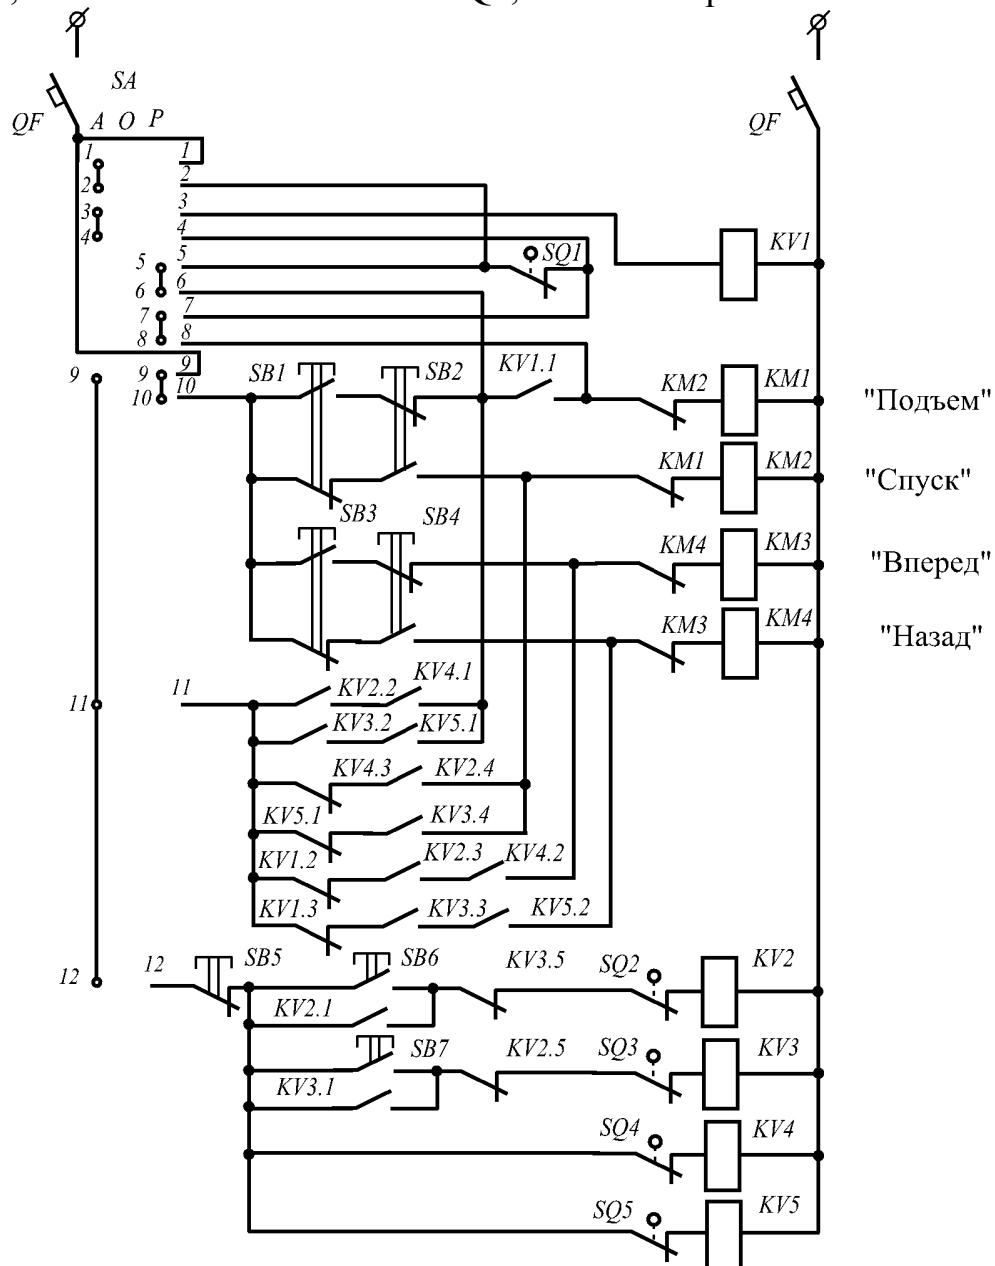 QF
SA
QF
A O P
1 1
2 2
3 3
4 4
5 5 SQ1 KV1
6 6
7 7
8 8
9 9 9
10 10 SB1 SB2 KV1.1 KM2 KM1 "Подъем"
KM1 KM2 "Спуск"
SB3 SB4 KM4 KM3 "Вперед"
KM3 KM4 "Назад"
11 11 KV2.2 KV4.1
KV3.2 KV5.1
KV4.3 KV2.4
KV5.1 KV3.4
KV1.2 KV2.3 KV4.2
KV1.3 KV3.3 KV5.2
12 12 SB5 SB6 KV3.5 SQ2 KV2
KV2.1
SB7 KV2.5 SQ3 KV3
KV3.1
SQ4 KV4
SQ5 KV5